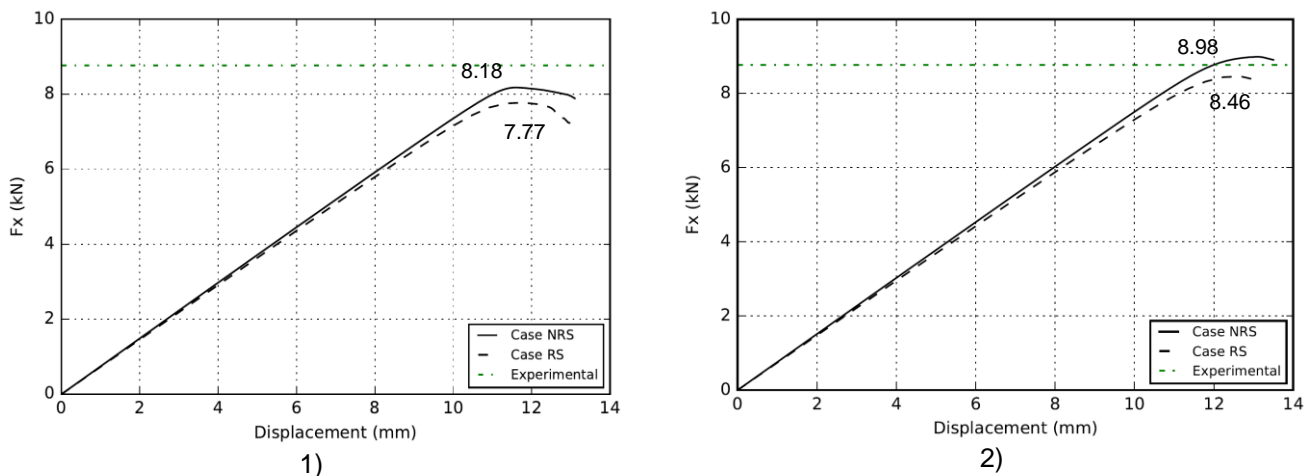 10
8
6
4
2
0
Fx (kN)
8.18
7.77
Case NRS
Case RS
Experimental
0 2 4 6 8 10 12 14
Displacement (mm)
1)
10
8
6
4
2
0
Fx (kN)
8.98
8.46
Case NRS
Case RS
Experimental
0 2 4 6 8 10 12 14
Displacement (mm)
2)